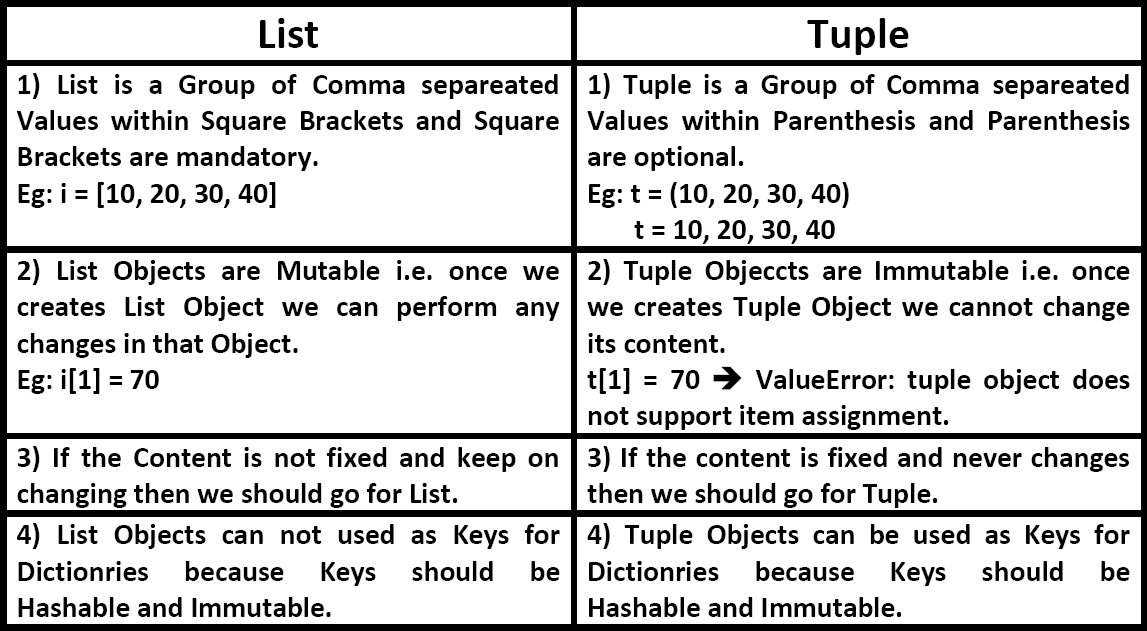 List
Tuple
1) List is a Group of Comma separeated
Values within Square Brackets and Square
Brackets are mandatory.
Eg: i = [10, 20, 30, 40]
1) Tuple is a Group of Comma separeated
Values within Parenthesis and Parenthesis
are optional.
Eg: t = (10, 20, 30, 40)
t = 10, 20, 30, 40
2) List Objects are Mutable i.e. once we
creates List Object we can perform any
changes in that Object.
Eg: i[1] = 70
2) Tuple Objeccts are Immutable i.e. once
we creates Tuple Object we cannot change
its content.
t[1] = 70 ➔ ValueError: tuple object does
not support item assignment.
3) If the Content is not fixed and keep on
changing then we should go for List.
3) If the content is fixed and never changes
then we should go for Tuple.
4) List Objects can not used as Keys for
Dictionries because Keys should be
Hashable and Immutable.
4) Tuple Objects can be used as Keys for
Dictionries because Keys should be
Hashable and Immutable.